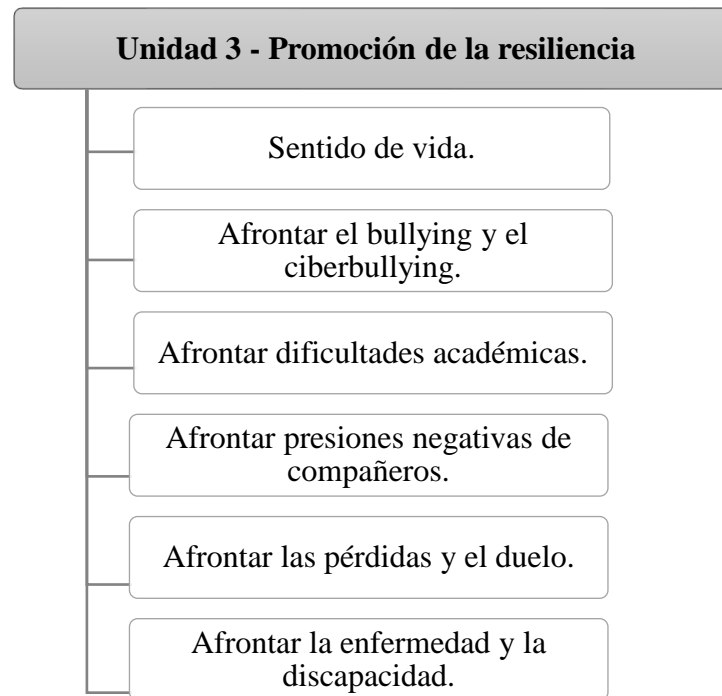 Unidad 3 - Promoción de la resiliencia
Sentido de vida.
Afrontar el bullying y el
ciberbullying.
Afrontar dificultades académicas.
Afrontar presiones negativas de
compañeros.
Afrontar las pérdidas y el duelo.
Afrontar la enfermedad y la
discapacidad.